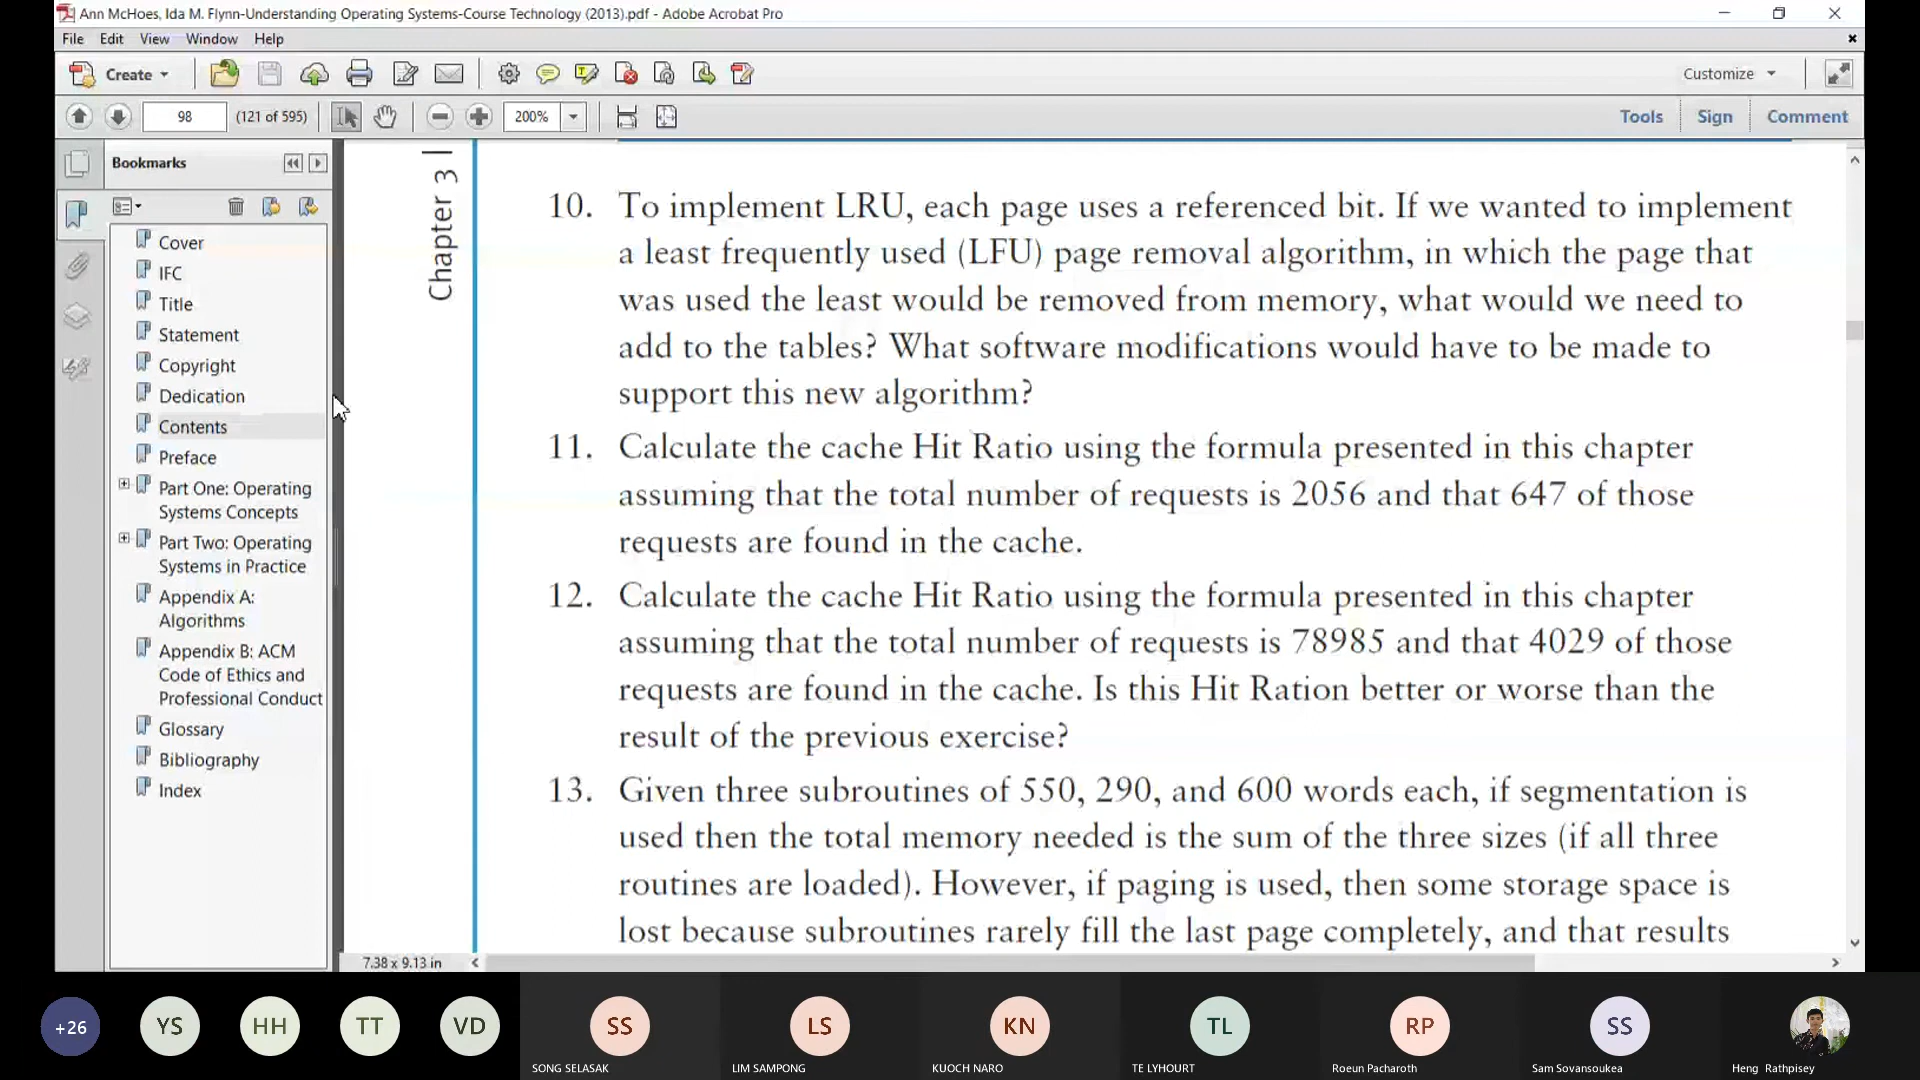 Ann McHoes, Ida M. Flynn-Understanding Operating Systems-Course Technology (2013).pdf - Adobe Acrobat Pro
File Edit View Window Help
Create
Customize
98 (121 of 595)
200%
Tools Sign Comment
Bookmarks
Cover
IFC
Title
Statement
Copyright
Dedication
Contents
Preface
Part One: Operating
Systems Concepts
Part Two: Operating
Systems in Practice
Appendix A:
Algorithms
Appendix B: ACM
Code of Ethics and
Professional Conduct
Glossary
Bibliography
Index
Chapter 3 |
10. To implement LRU, each page uses a referenced bit. If we wanted to implement
a least frequently used (LFU) page removal algorithm, in which the page that
was used the least would be removed from memory, what would we need to
add to the tables? What software modifications would have to be made to
support this new algorithm?
11. Calculate the cache Hit Ratio using the formula presented in this chapter
assuming that the total number of requests is 2056 and that 647 of those
requests are found in the cache.
12. Calculate the cache Hit Ratio using the formula presented in this chapter
assuming that the total number of requests is 78985 and that 4029 of those
requests are found in the cache. Is this Hit Ration better or worse than the
result of the previous exercise?
13. Given three subroutines of 550, 290, and 600 words each, if segmentation is
used then the total memory needed is the sum of the three sizes (if all three
routines are loaded). However, if paging is used, then some storage space is
lost because subroutines rarely fill the last page completely, and that results
7.38 x 9.13 in
+26 YS HH TT VD SS LS KN TL RP SS
SONG SELASAK LIM SAMPONG KUOCH NARO TE LYHOURT Roeun Pacharoth Sam Sovansoukea Heng Rathpisey